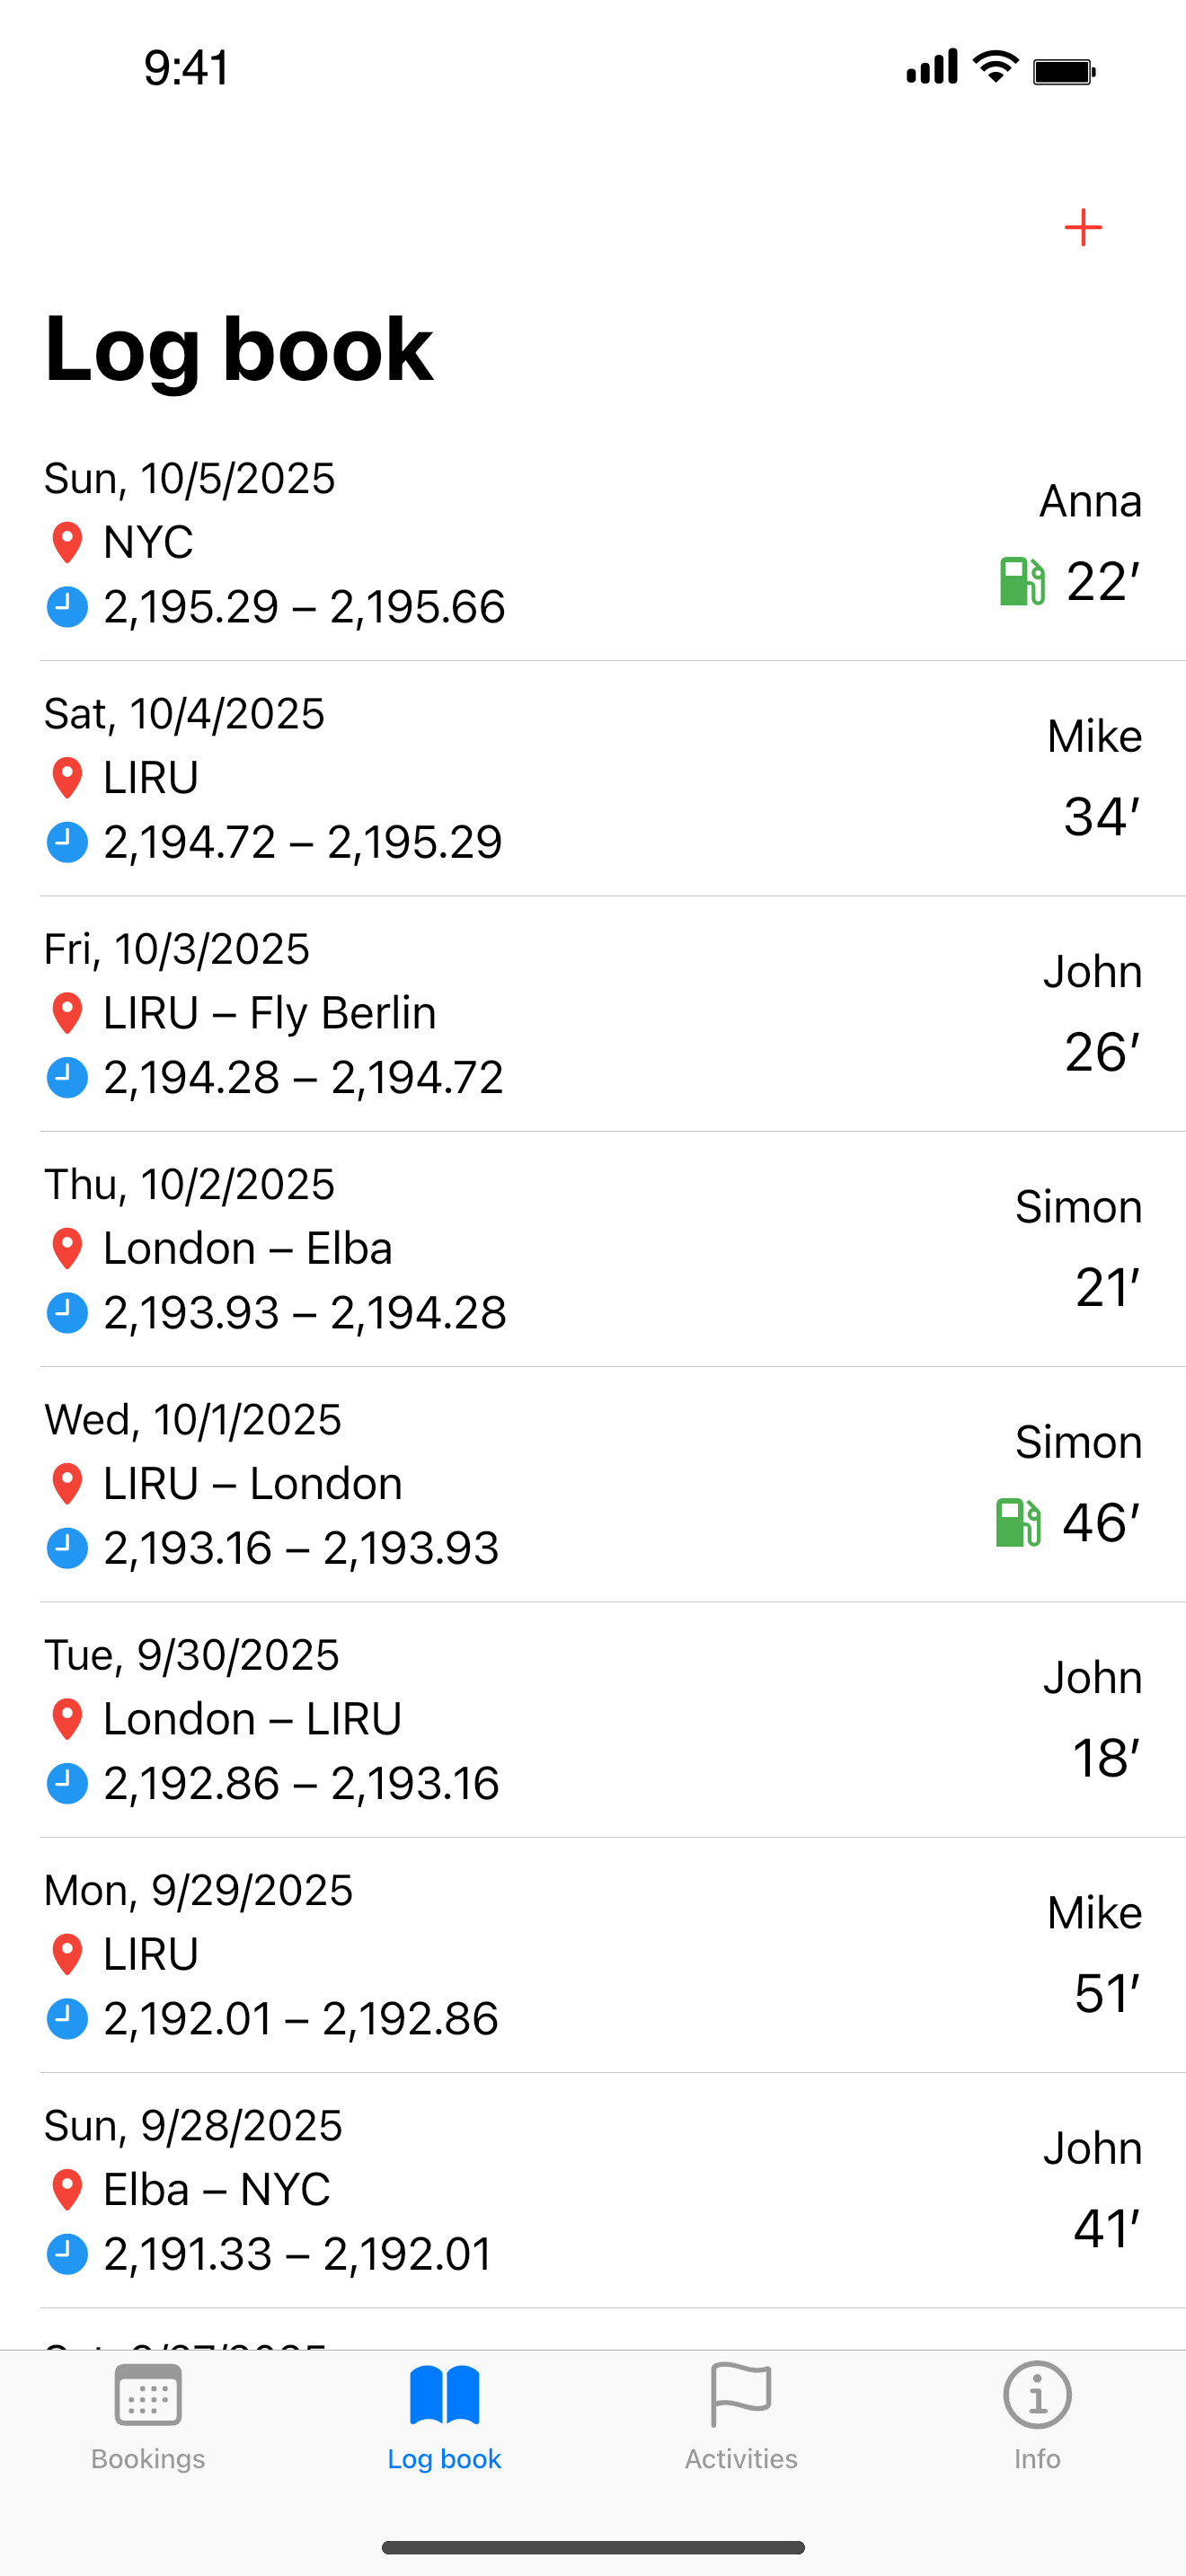 9:41
Log book
Sun, 10/5/2025
NYC
2,195.29 – 2,195.66
Anna
22′
Sat, 10/4/2025
LIRU
2,194.72 – 2,195.29
Mike
34′
Fri, 10/3/2025
LIRU – Fly Berlin
2,194.28 – 2,194.72
John
26′
Thu, 10/2/2025
London – Elba
2,193.93 – 2,194.28
Simon
21′
Wed, 10/1/2025
LIRU – London
2,193.16 – 2,193.93
Simon
46′
Tue, 9/30/2025
London – LIRU
2,192.86 – 2,193.16
John
18′
Mon, 9/29/2025
LIRU
2,192.01 – 2,192.86
Mike
51′
Sun, 9/28/2025
Elba – NYC
2,191.33 – 2,192.01
John
41′
Bookings
Log book
Activities
Info